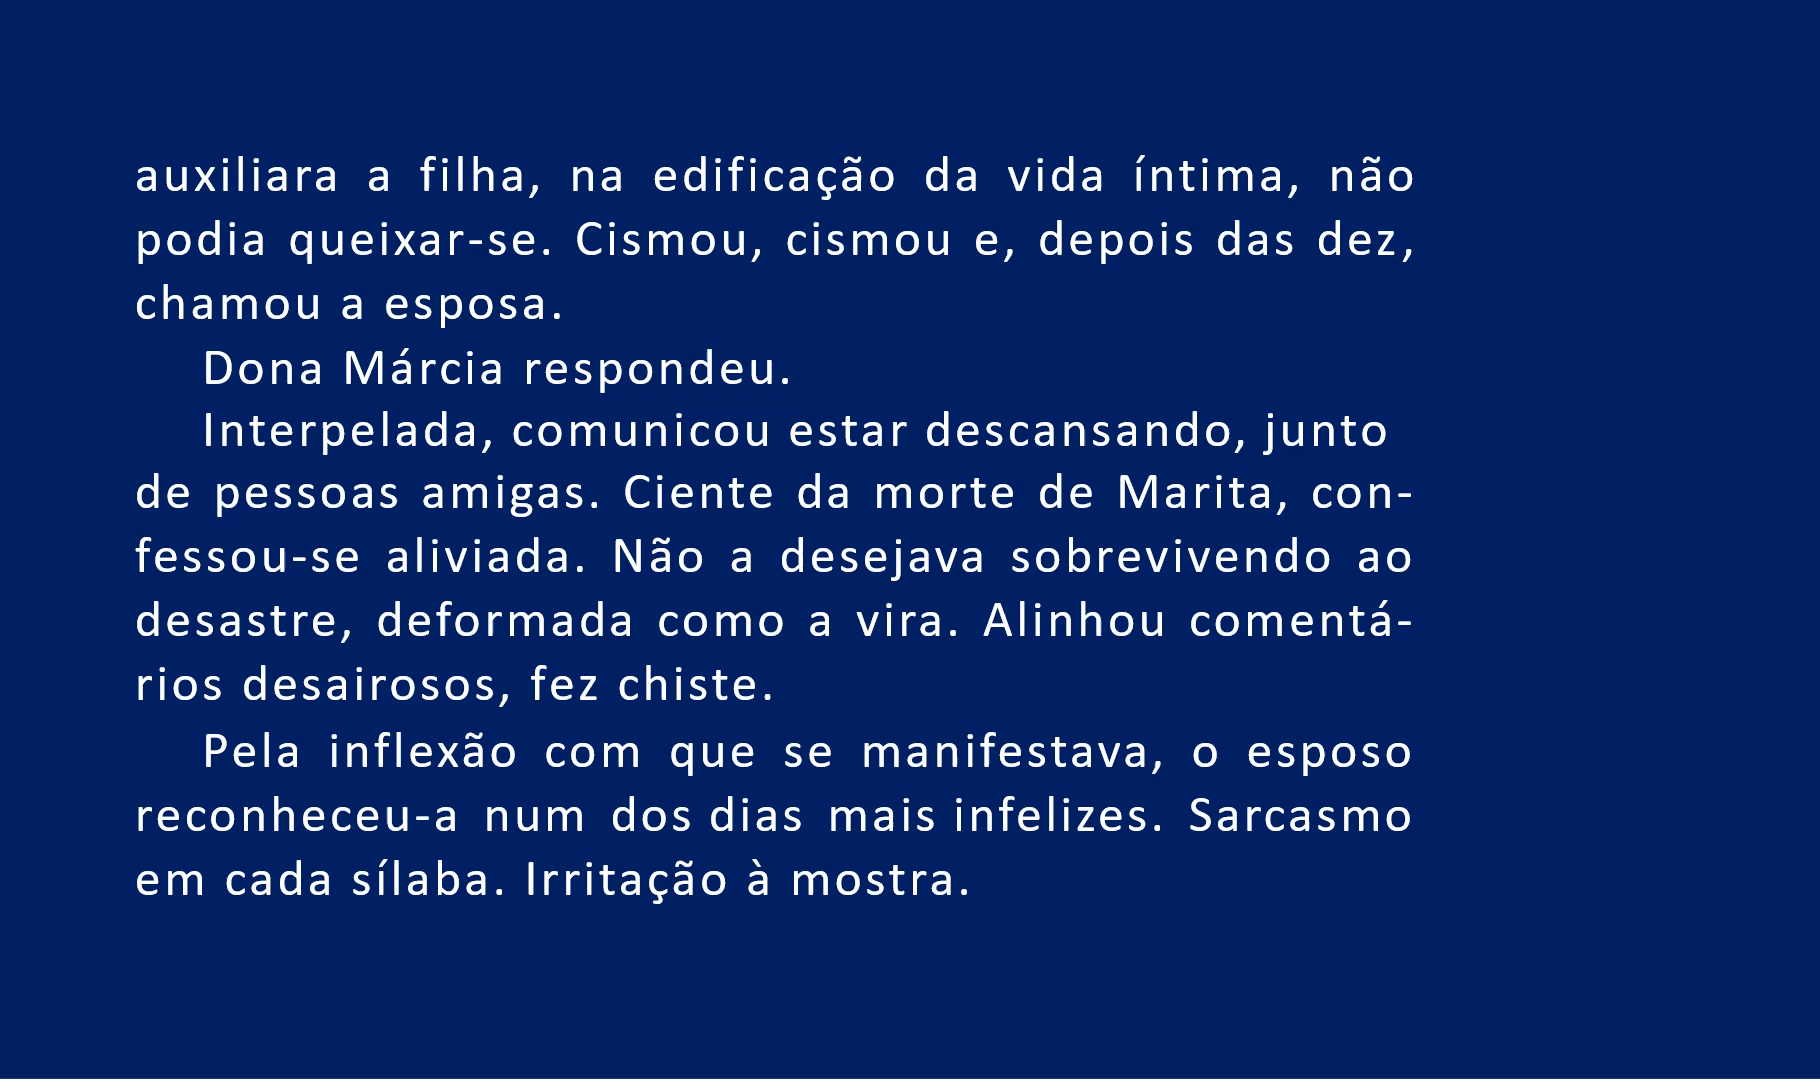 auxiliara a filha, na edificação da vida íntima, não
podia queixar-se. Cismou, cismou e, depois das dez,
chamou a esposa.
Dona Márcia respondeu.
Interpelada, comunicou estar descansando, junto
de pessoas amigas. Ciente da morte de Marita, con-
fessou-se aliviada. Não a desejava sobrevivendo ao
desastre, deformada como a vira. Alinhou comentá-
rios desairosos, fez chiste.
Pela inflexão com que se manifestava, o esposo
reconheceu-a num dos dias mais infelizes. Sarcasmo
em cada sílaba. Irritação à mostra.